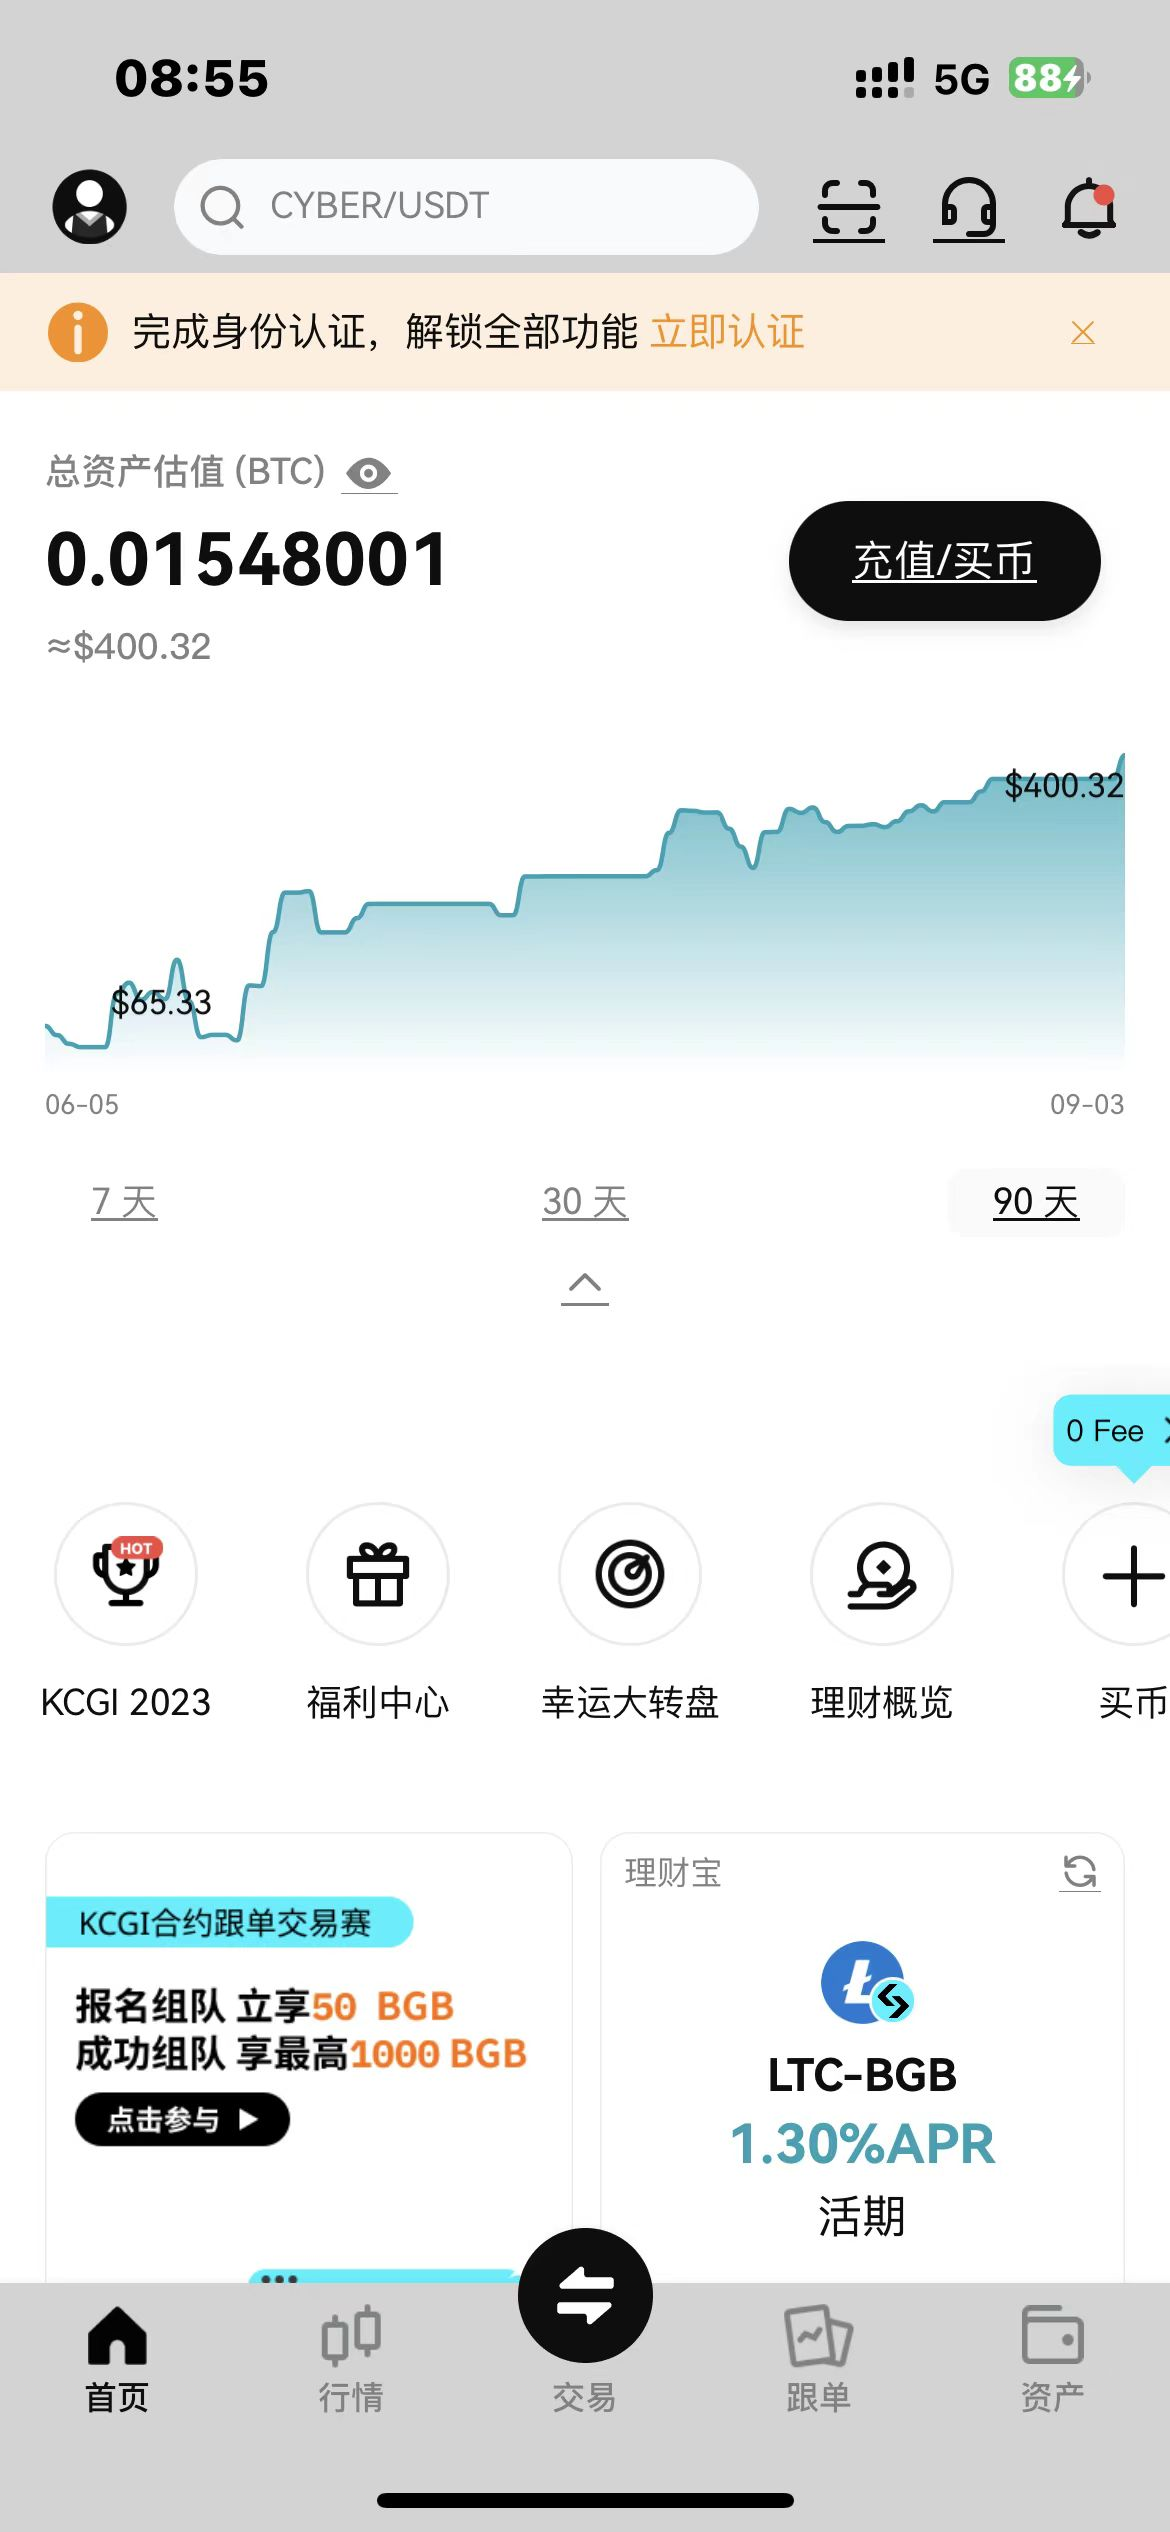 08:55
5G
88
CYBER/USDT
完成身份认证，解锁全部功能 立即认证
总资产估值 (BTC)
0.01548001
充值/买币
≈$400.32
$400.32
$65.33
06-05
09-03
7 天
30 天
90 天
0 Fee
HOT
KCGI 2023
福利中心
幸运大转盘
理财概览
买币
KCGI合约跟单交易赛
报名组队 立享50 BGB
成功组队 享最高1000 BGB
点击参与
理财宝
LTC-BGB
1.30%APR
活期
首页
行情
交易
跟单
资产